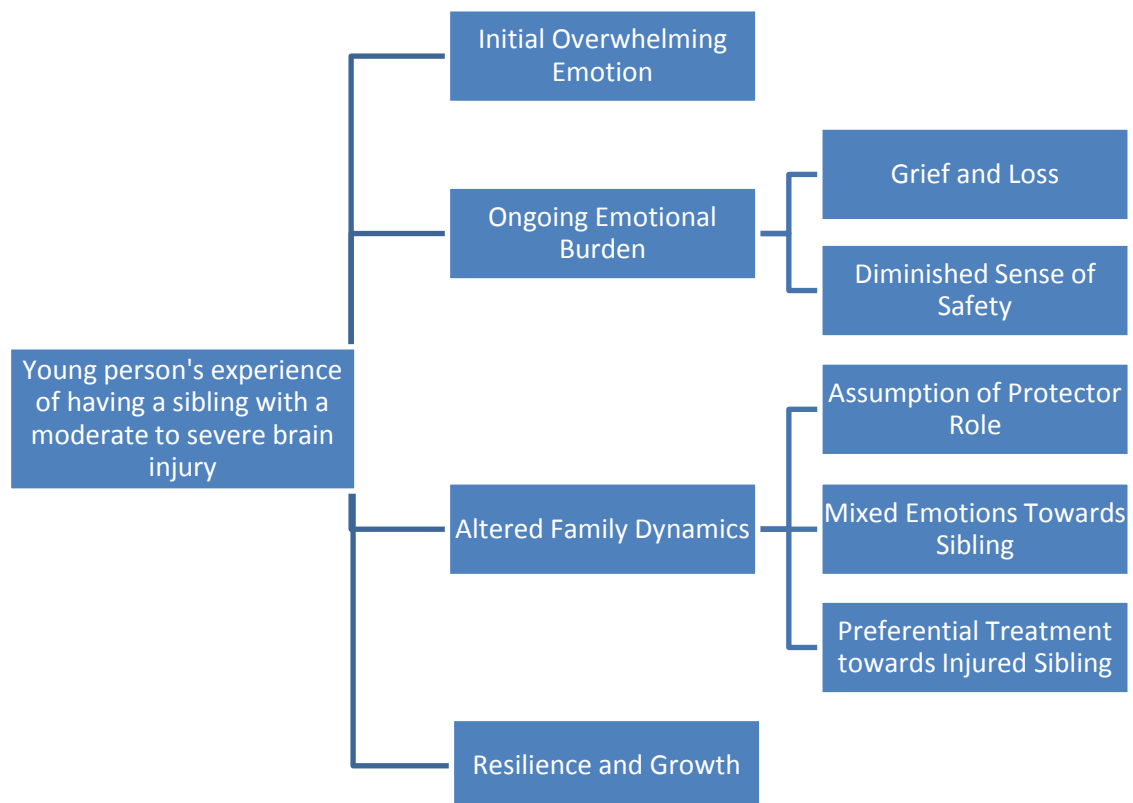 Initial Overwhelming
Emotion
Grief and Loss
Ongoing Emotional
Burden
Diminished Sense of
Safety
Young person's experience
of having a sibling with a
moderate to severe brain
injury
Assumption of Protector
Role
Altered Family Dynamics
Mixed Emotions Towards
Sibling
Preferential Treatment
towards Injured Sibling
Resilience and Growth